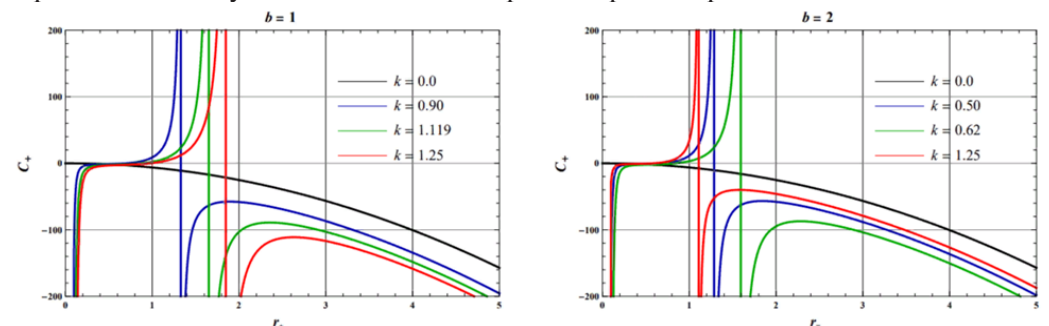 b = 1
200
100
0
−100
−200
C₊
k = 0.0
k = 0.90
k = 1.119
k = 1.25
0 1 2 3 4 5
b = 2
200
100
0
−100
−200
C₊
k = 0.0
k = 0.50
k = 0.62
k = 1.25
0 1 2 3 4 5